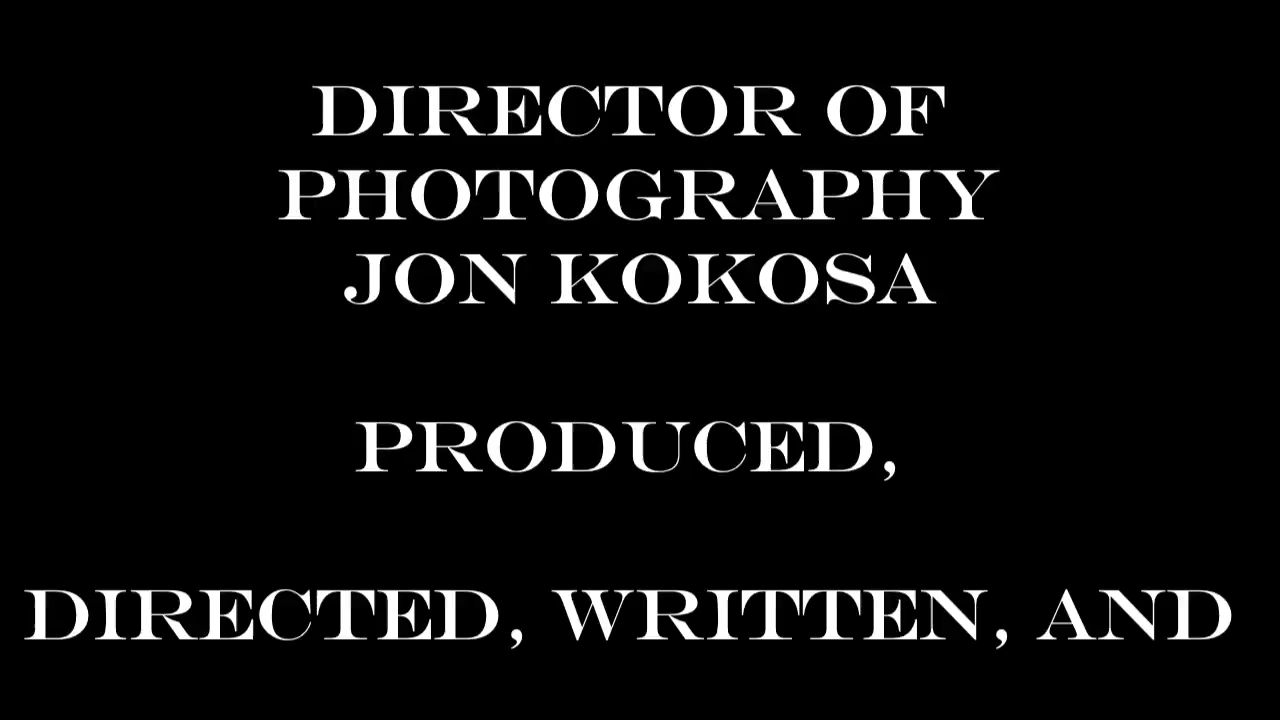 DIRECTOR OF
PHOTOGRAPHY
JON KOKOSA
PRODUCED,
DIRECTED, WRITTEN, AND